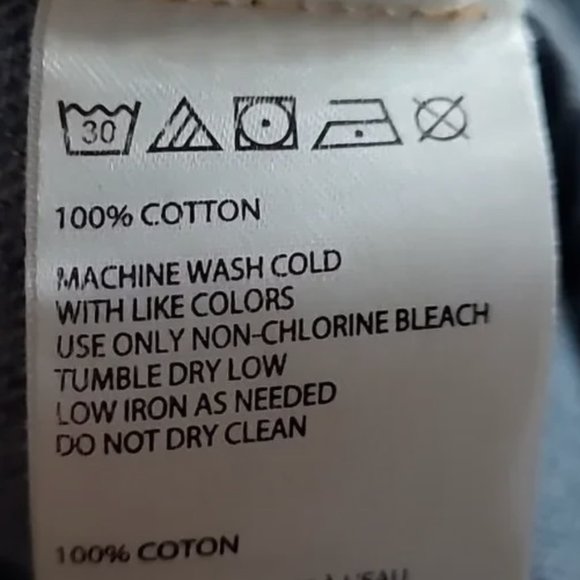 30
100% COTTON
MACHINE WASH COLD
WITH LIKE COLORS
USE ONLY NON-CHLORINE BLEACH
TUMBLE DRY LOW
LOW IRON AS NEEDED
DO NOT DRY CLEAN
100% COTON